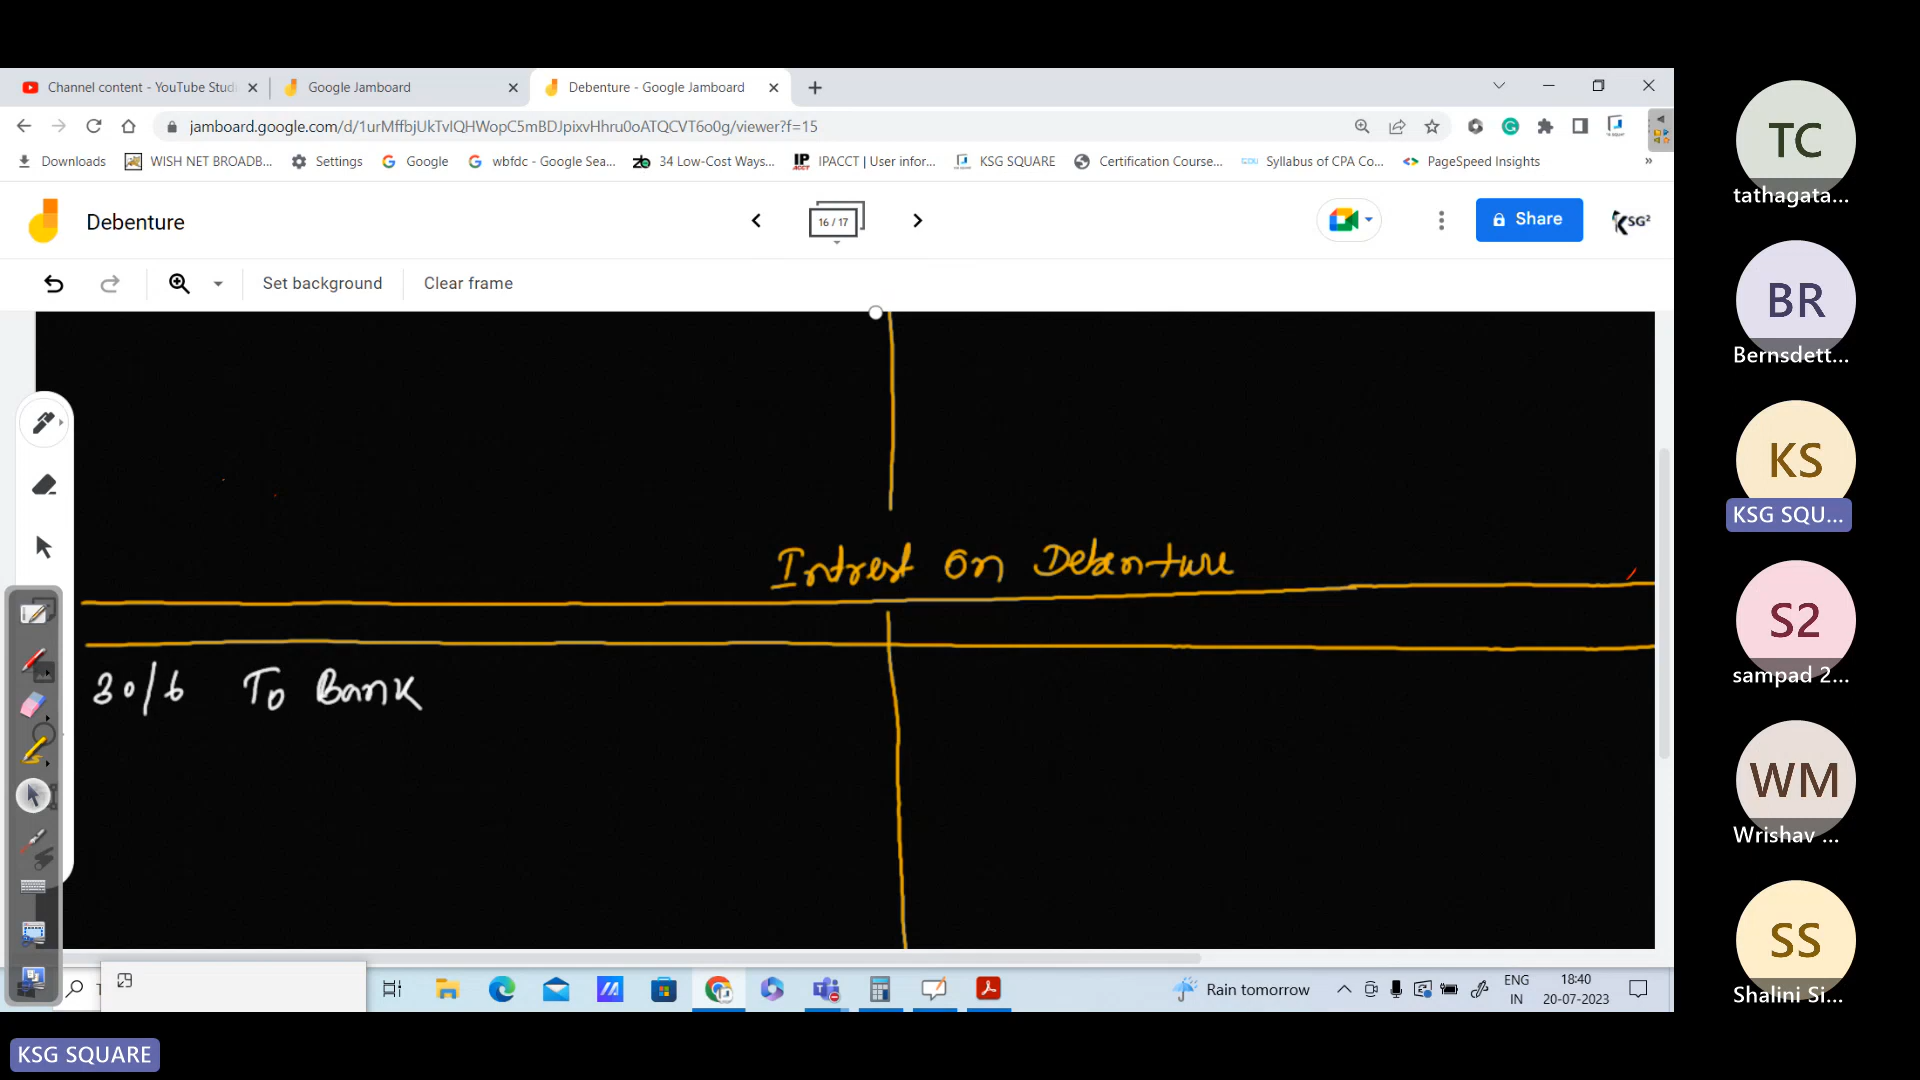 Channel content - YouTube Studi
Google Jamboard
Debenture - Google Jamboard
jamboard.google.com/d/1urMffbjUkTvIQHWopC5mBDJpixvHhru0oATQCVT6o0g/viewer?f=15
Downloads
WISH NET BROADB...
Settings
Google
wbfdc - Google Sea...
34 Low-Cost Ways...
IPACCT | User infor...
KSG SQUARE
Certification Course...
Syllabus of CPA Co...
PageSpeed Insights
»
Debenture
16 / 17
Share
KSG²
Set background
Clear frame
Intrest On Debenture
30/6 To Bank
Rain tomorrow
ENG
IN
18:40
20-07-2023
KSG SQUARE
TC
tathagata...
BR
Bernsdett...
KS
KSG SQU...
S2
sampad 2...
WM
Wrishav ...
SS
Shalini Si...